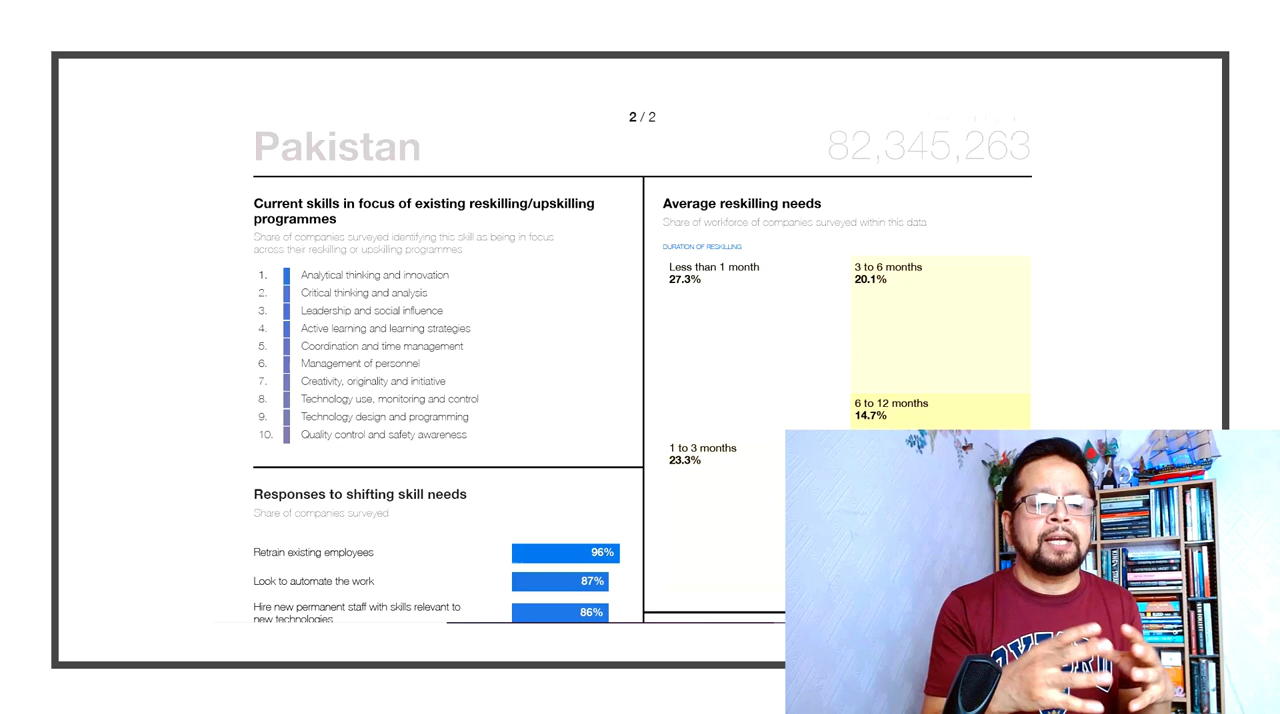 2 / 2
Pakistan
82,345,263
Current skills in focus of existing reskilling/upskilling
programmes
Share of companies surveyed identifying this skill as being in focus
across their reskilling or upskilling programmes
1. Analytical thinking and innovation
2. Critical thinking and analysis
3. Leadership and social influence
4. Active learning and learning strategies
5. Coordination and time management
6. Management of personnel
7. Creativity, originality and initiative
8. Technology use, monitoring and control
9. Technology design and programming
10. Quality control and safety awareness
Responses to shifting skill needs
Share of companies surveyed
Retrain existing employees 96%
Look to automate the work 87%
Hire new permanent staff with skills relevant to
new technologies 86%
Average reskilling needs
Share of workforce of companies surveyed within this data
DURATION OF RESKILLING
Less than 1 month
27.3%
3 to 6 months
20.1%
6 to 12 months
14.7%
1 to 3 months
23.3%